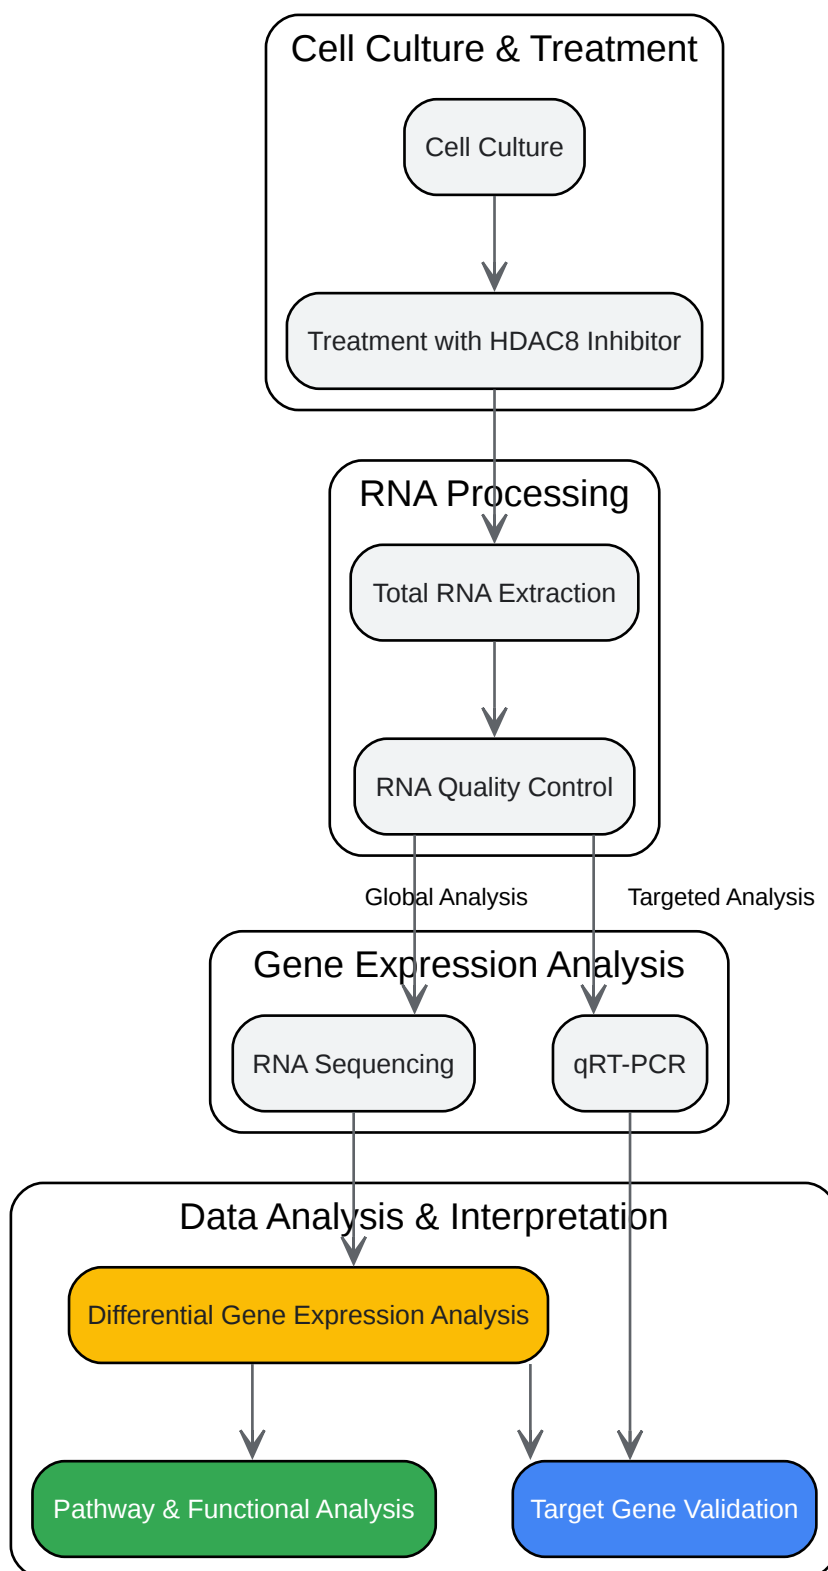 Cell Culture & Treatment
Cell Culture
Treatment with HDAC8 Inhibitor
RNA Processing
Total RNA Extraction
RNA Quality Control
Global Analysis
Targeted Analysis
Gene Expression Analysis
RNA Sequencing
qRT-PCR
Data Analysis & Interpretation
Differential Gene Expression Analysis
Pathway & Functional Analysis
Target Gene Validation